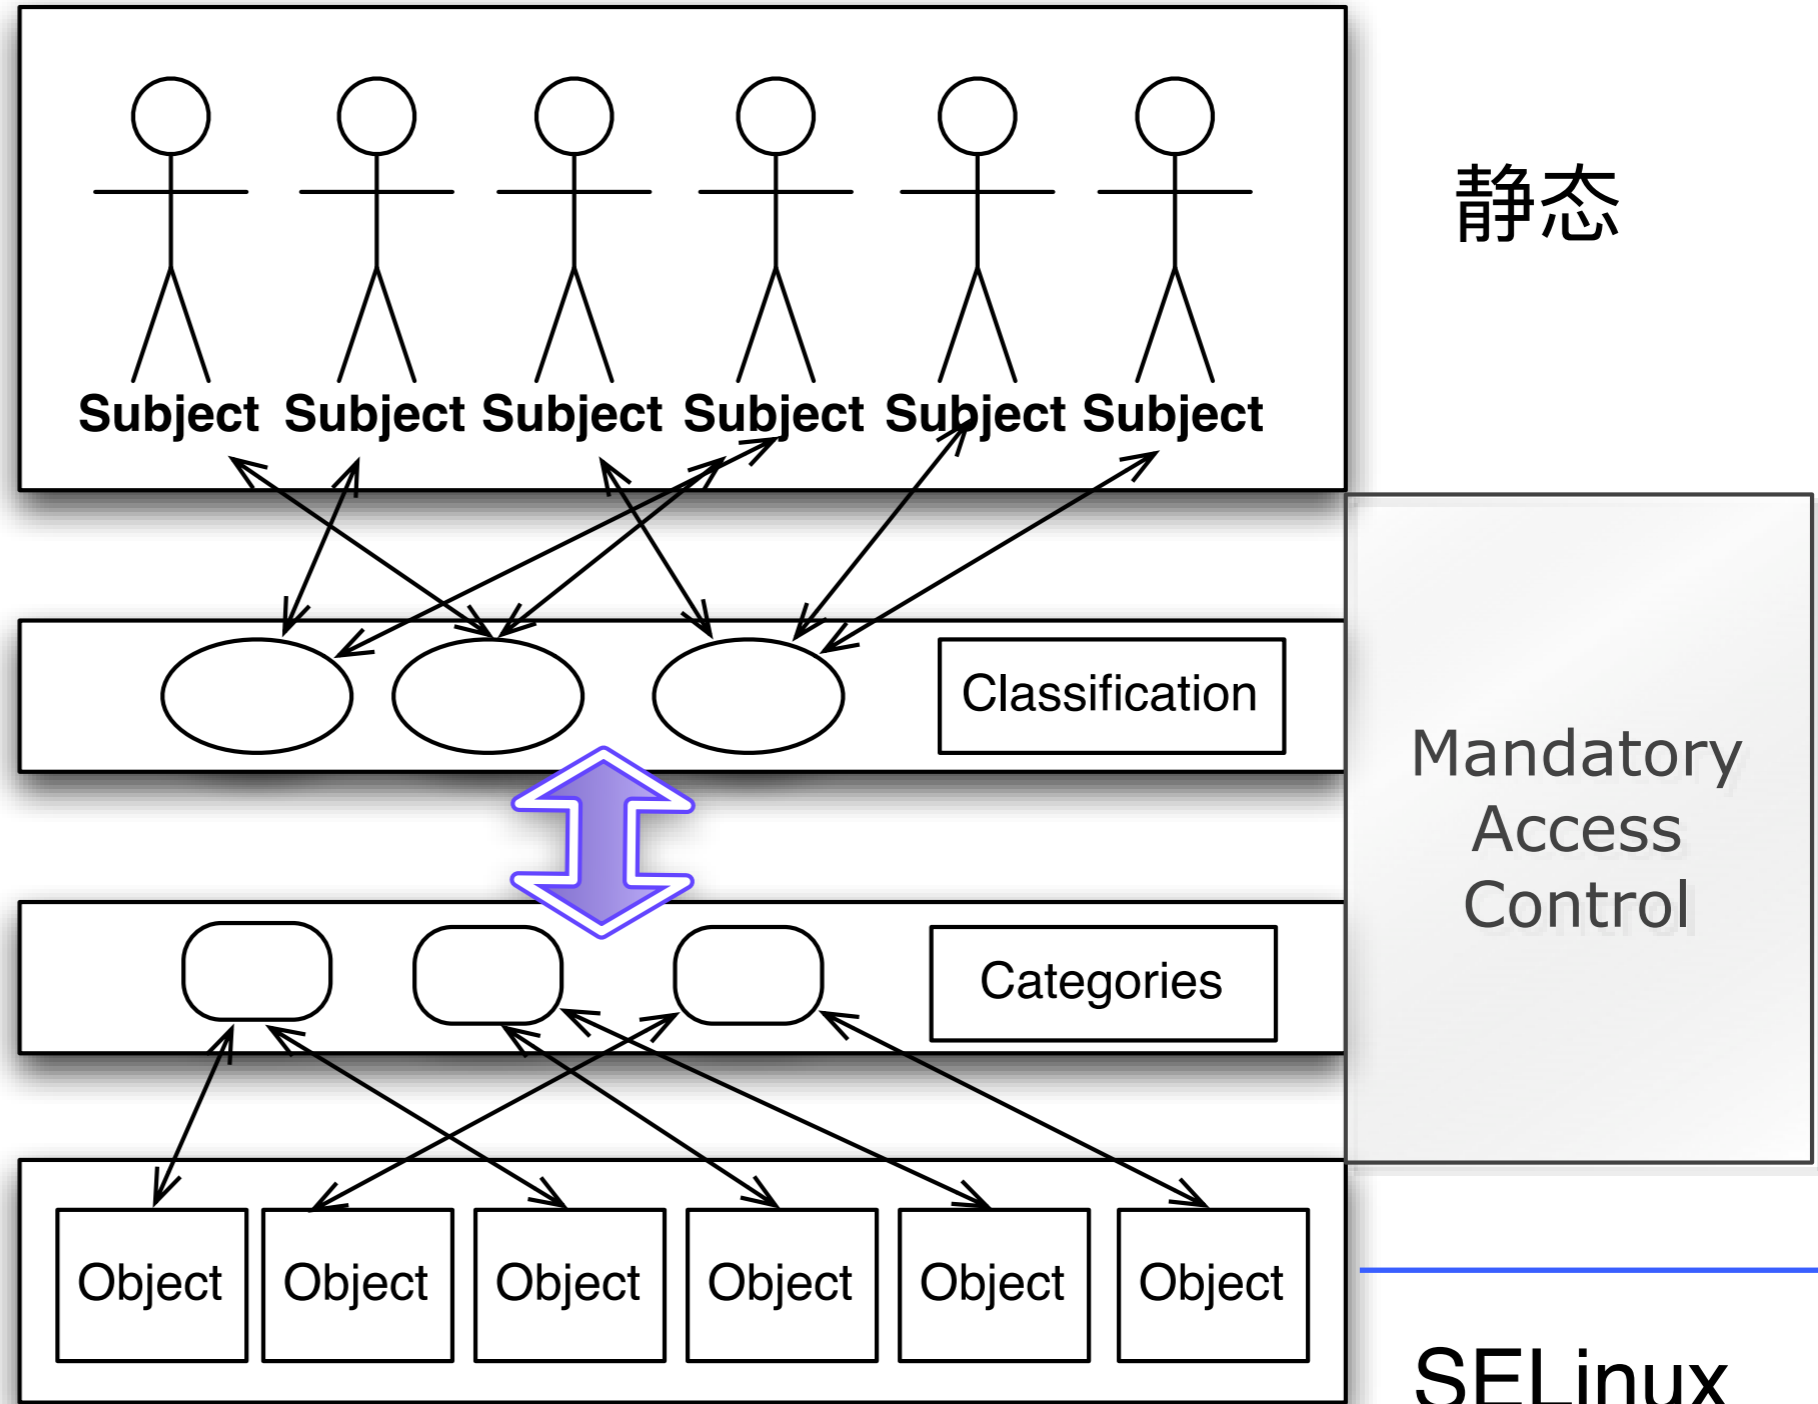 静态
Subject Subject Subject Subject Subject Subject
Classification
Mandatory
Access
Control
Categories
Object Object Object Object Object Object
SELinux